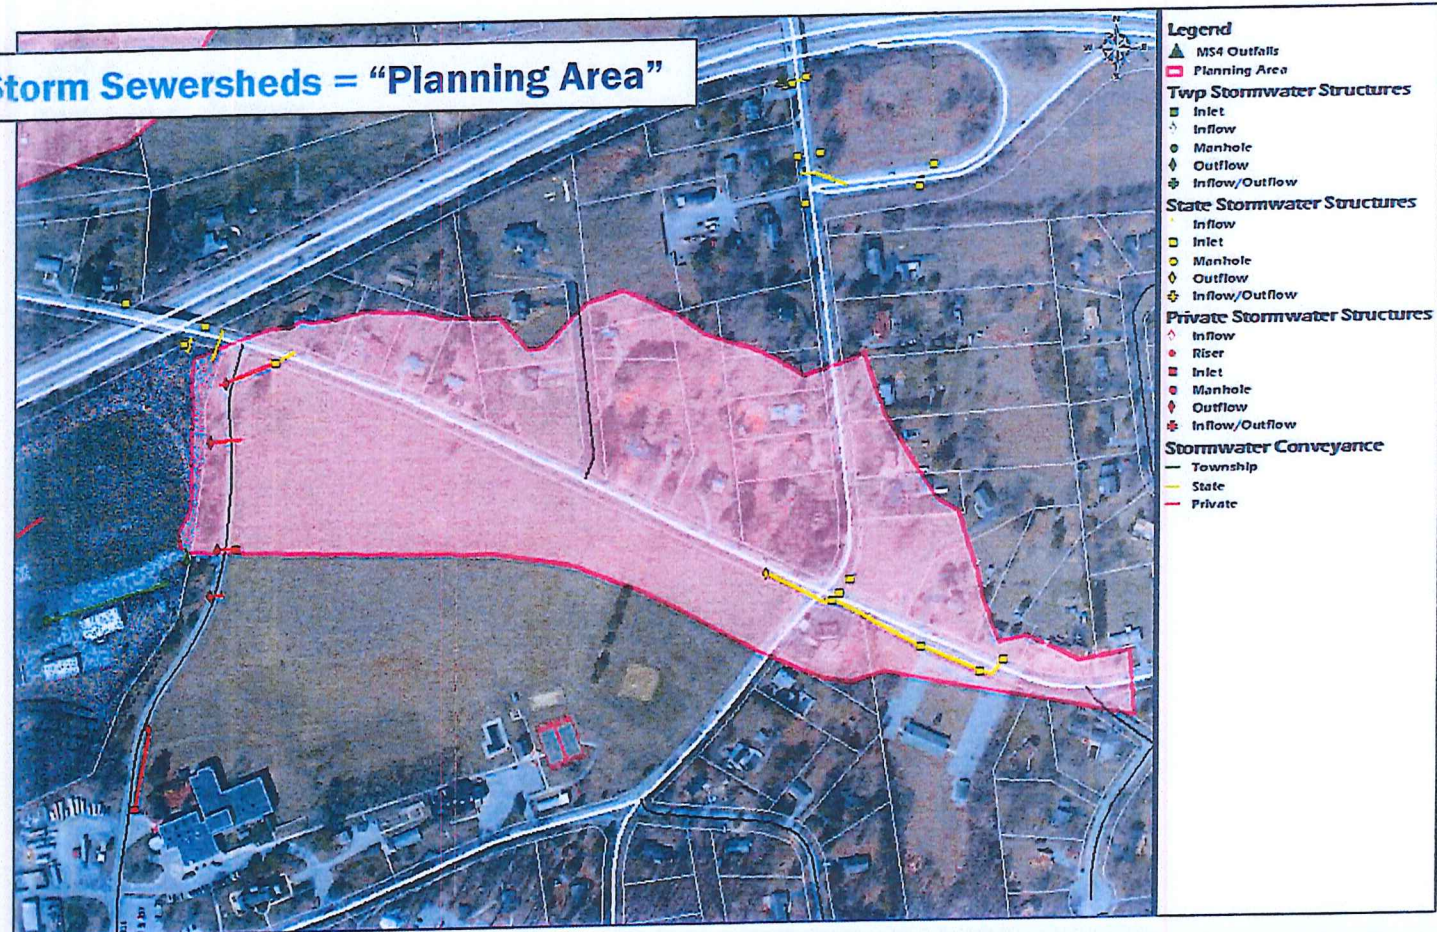 Storm Sewersheds = “Planning Area”
N
W
E
S
Legend
MS4 Outfalls
Planning Area
Twp Stormwater Structures
Inlet
Inflow
Manhole
Outflow
Inflow/Outflow
State Stormwater Structures
Inflow
Inlet
Manhole
Outflow
Inflow/Outflow
Private Stormwater Structures
Inflow
Riser
Inlet
Manhole
Outflow
Inflow/Outflow
Stormwater Conveyance
Township
State
Private